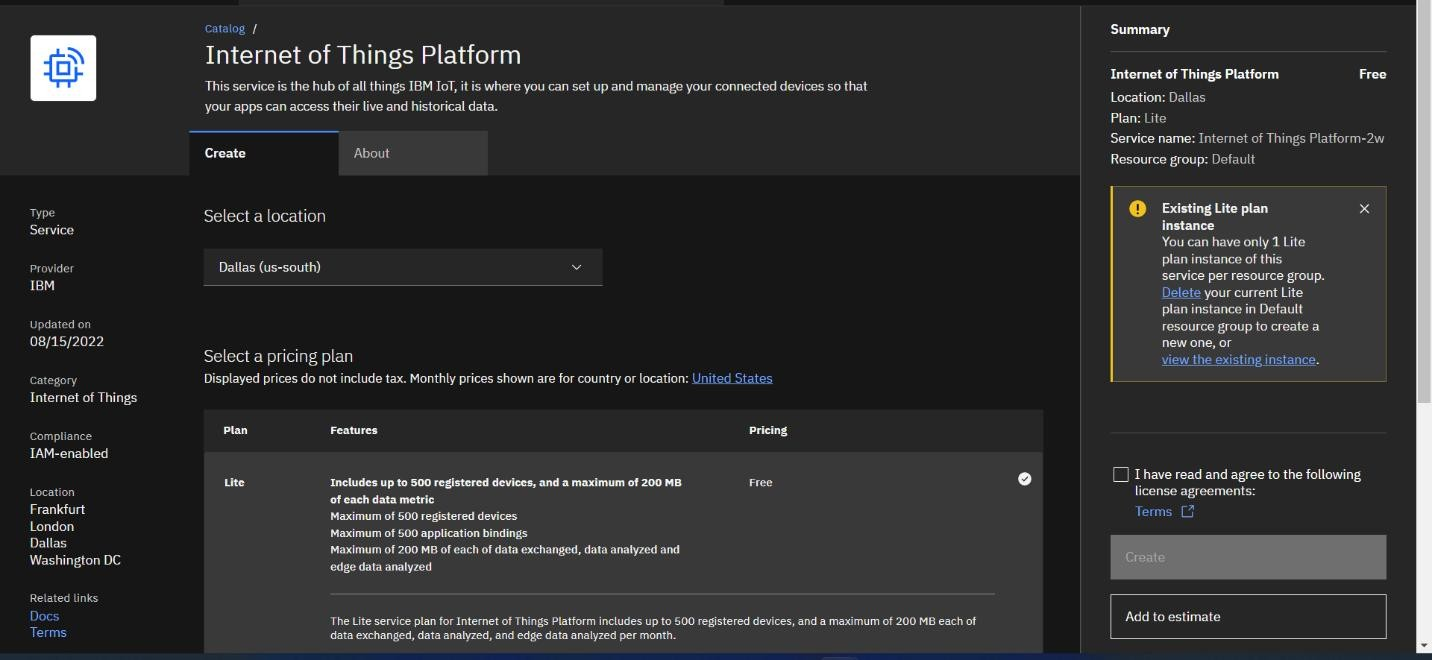 Catalog /
Internet of Things Platform
This service is the hub of all things IBM IoT, it is where you can set up and manage your connected devices so that
your apps can access their live and historical data.
Create
About
Type
Service
Provider
IBM
Updated on
08/15/2022
Category
Internet of Things
Compliance
IAM-enabled
Location
Frankfurt
London
Dallas
Washington DC
Related links
Docs
Terms
Select a location
Dallas (us-south)
Select a pricing plan
Displayed prices do not include tax. Monthly prices shown are for country or location: United States
Plan Features Pricing
Lite
Includes up to 500 registered devices, and a maximum of 200 MB
of each data metric
Maximum of 500 registered devices
Maximum of 500 application bindings
Maximum of 200 MB of each of data exchanged, data analyzed and
edge data analyzed
Free
The Lite service plan for Internet of Things Platform includes up to 500 registered devices, and a maximum of 200 MB each of
data exchanged, data analyzed, and edge data analyzed per month.
Summary
Internet of Things Platform Free
Location: Dallas
Plan: Lite
Service name: Internet of Things Platform-2w
Resource group: Default
Existing Lite plan
instance
You can have only 1 Lite
plan instance of this
service per resource group.
Delete your current Lite
plan instance in Default
resource group to create a
new one, or
view the existing instance.
I have read and agree to the following
license agreements:
Terms
Create
Add to estimate